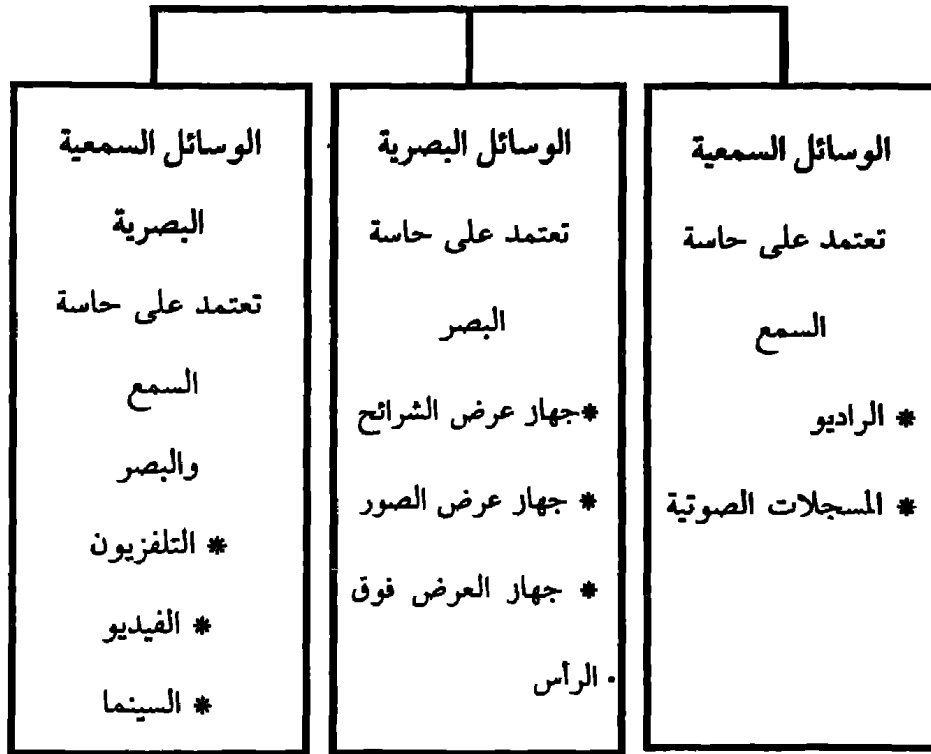 الوسائل السمعية
تعتمد على حاسة
السمع
* الراديو
* المسجلات الصوتية
الوسائل البصرية
تعتمد على حاسة
البصر
*جهاز عرض الشرائح
* جهاز عرض الصور
* جهاز العرض فوق
الرأس
الوسائل السمعية
البصرية
تعتمد على حاسة
السمع
والبصر
* التلفزيون
* الفيديو
* السينما